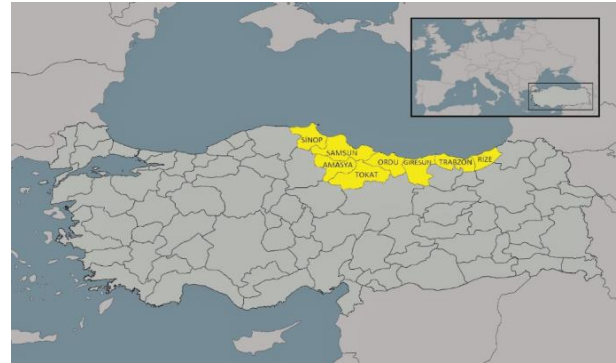 SINOP
SAMSUN
AMASYA
TOKAT
ORDU
GIRESUN
TRABZON
RIZE